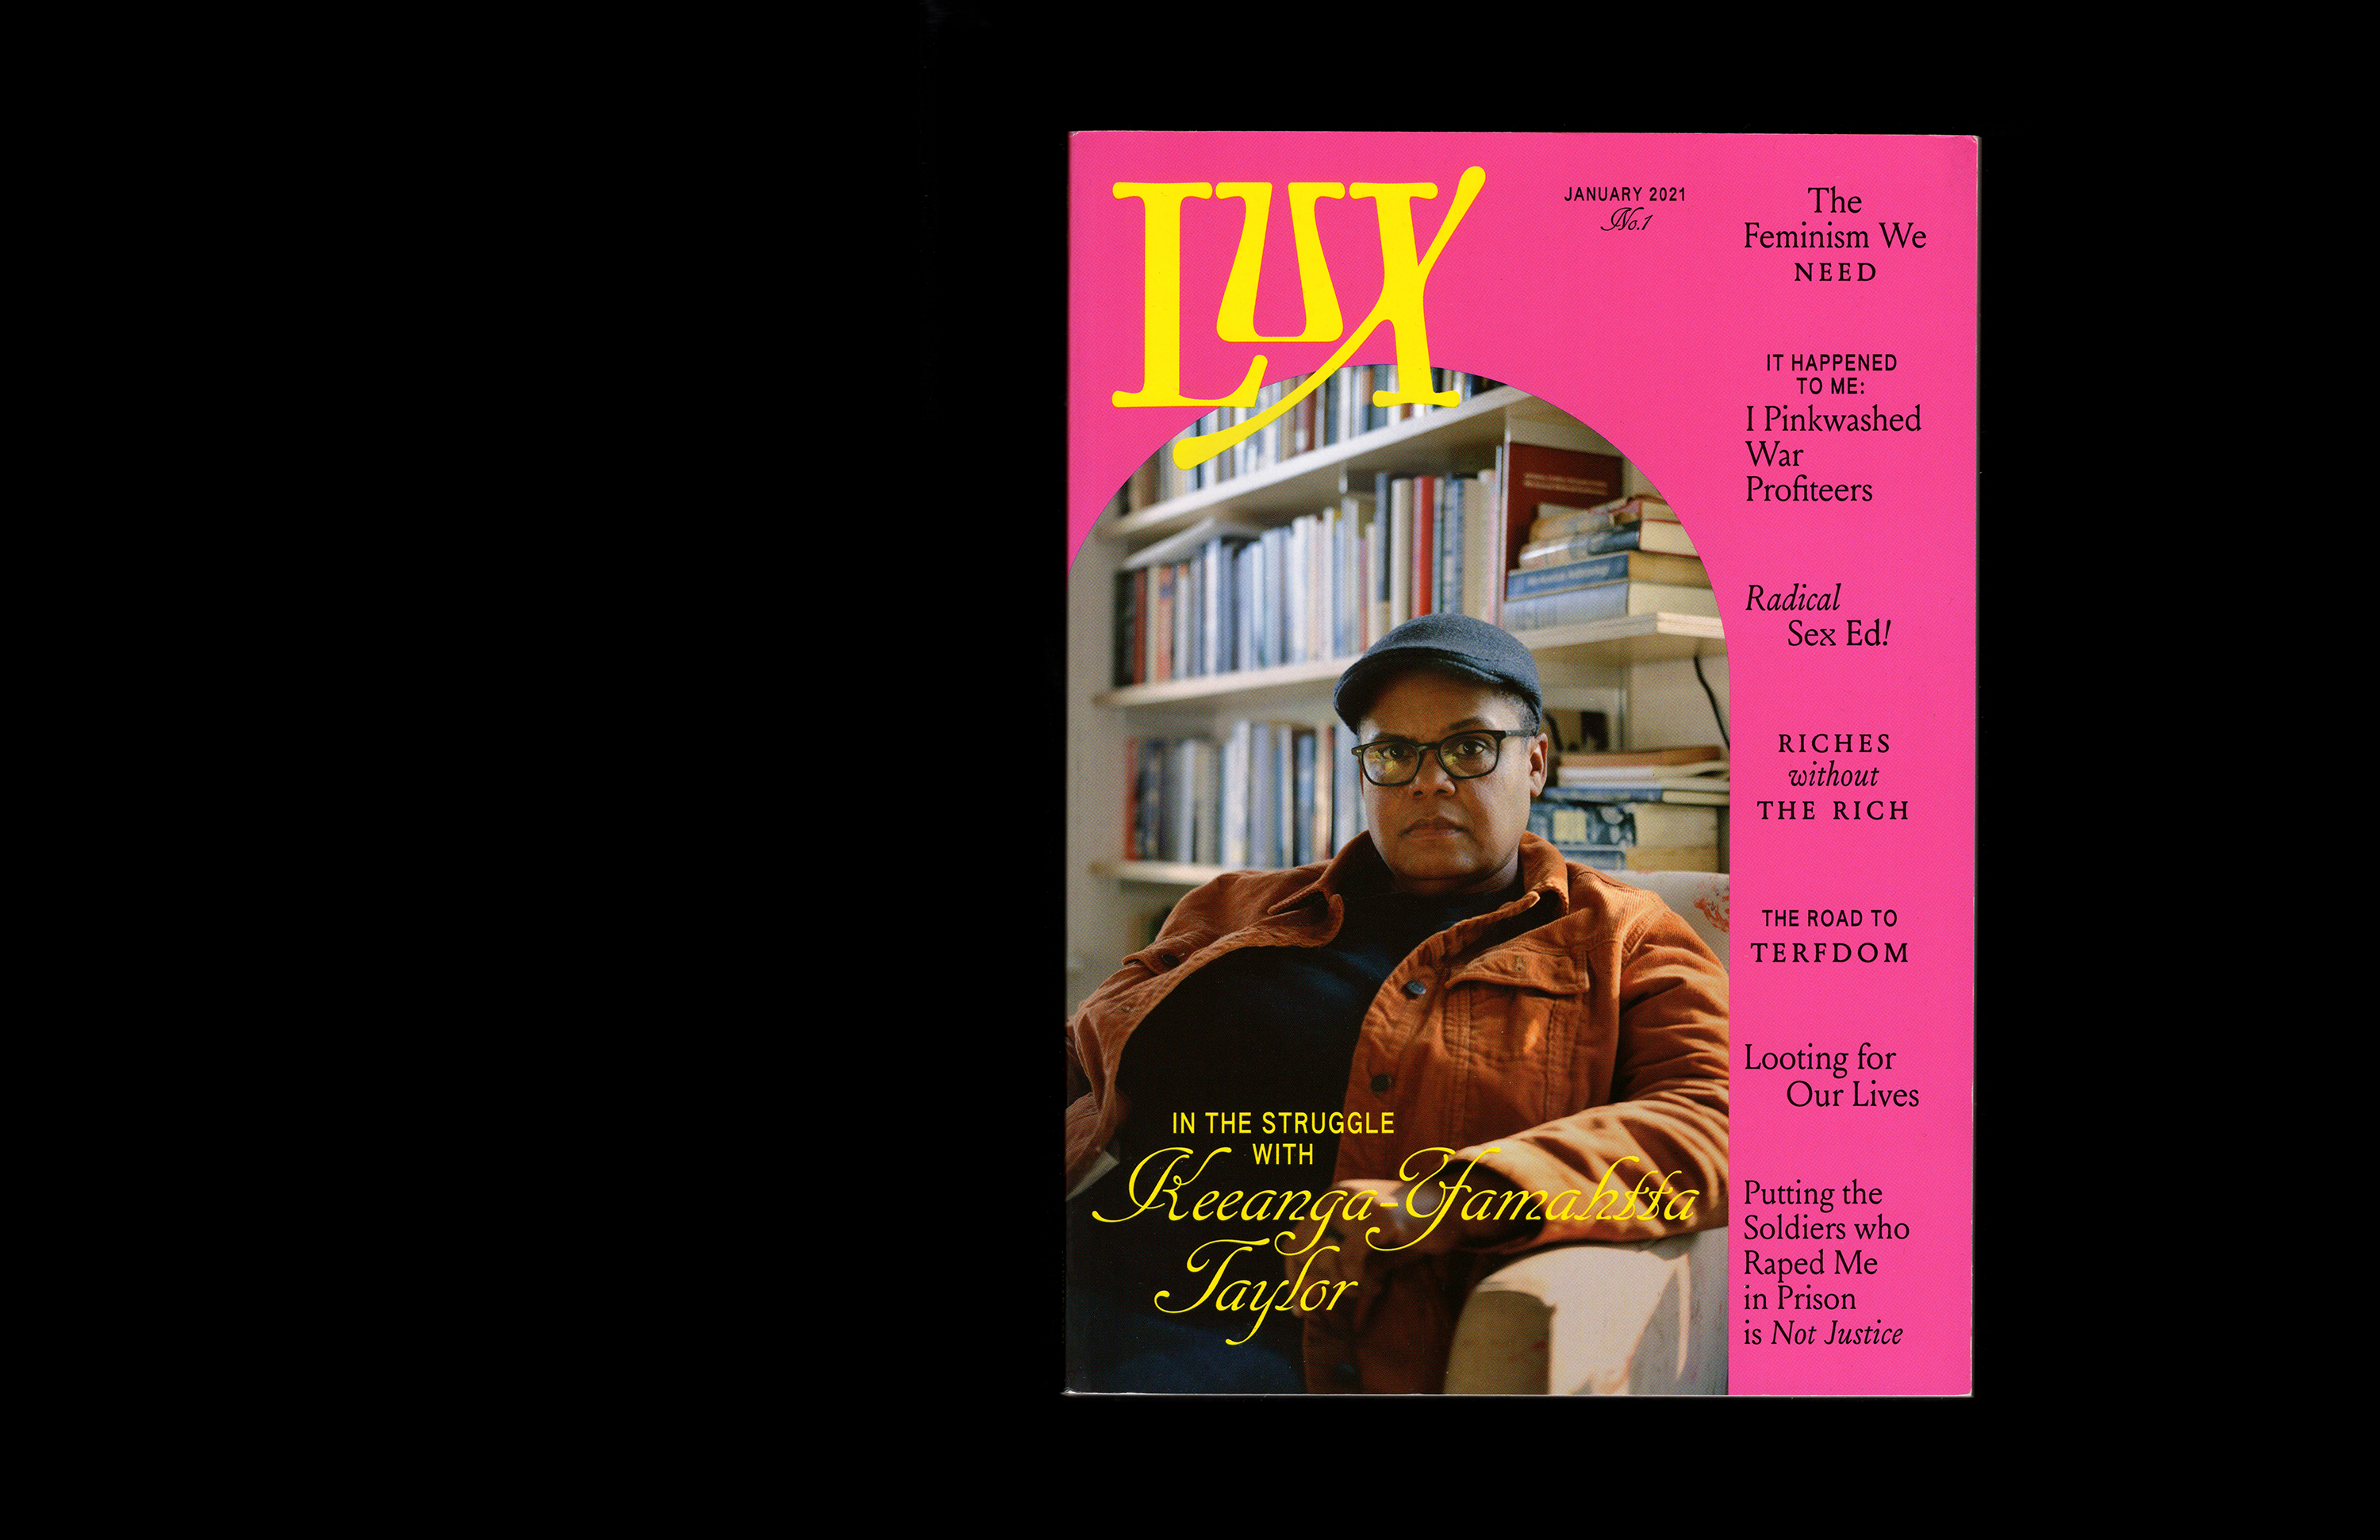 LUX
JANUARY 2021
No.1
The
Feminism We
NEED
IT HAPPENED
TO ME:
I Pinkwashed
War
Profiteers
Radical
Sex Ed!
RICHES
without
THE RICH
THE ROAD TO
TERFDOM
Looting for
Our Lives
Putting the
Soldiers who
Raped Me
in Prison
is Not Justice
IN THE STRUGGLE
WITH
Keeanga-Yamahtta
Taylor